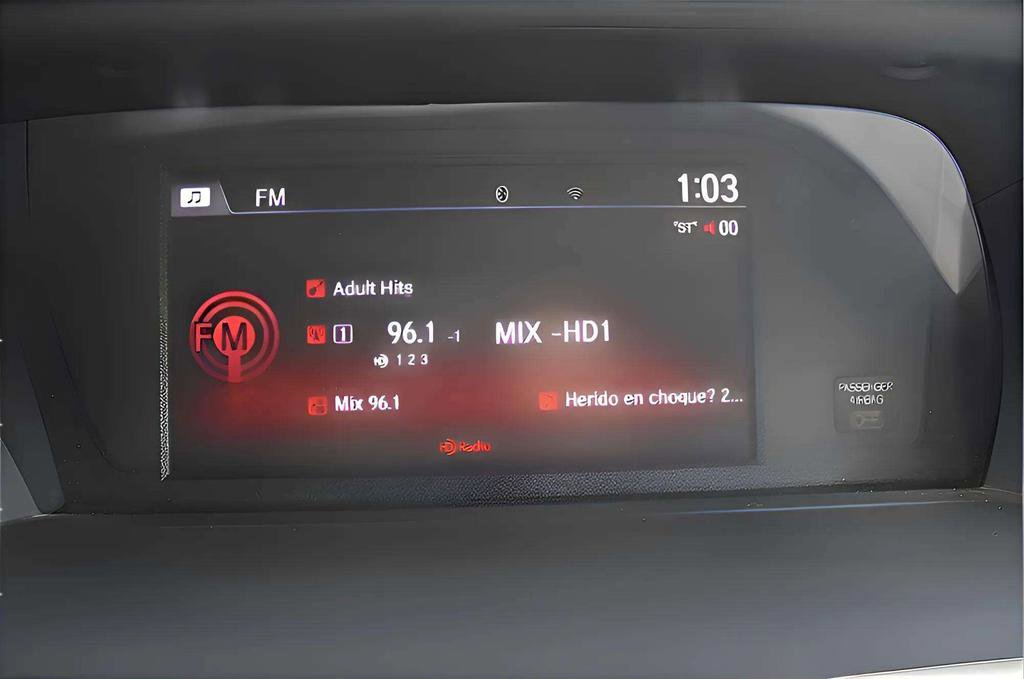 FM 1:03
"ST" 00
Adult Hits
FM 1 96.1 -1 MIX -HD1
HD 1 2 3
Mix 96.1 Herido en choque? 2...
HD Radio
PASSENGER
AIRBAG